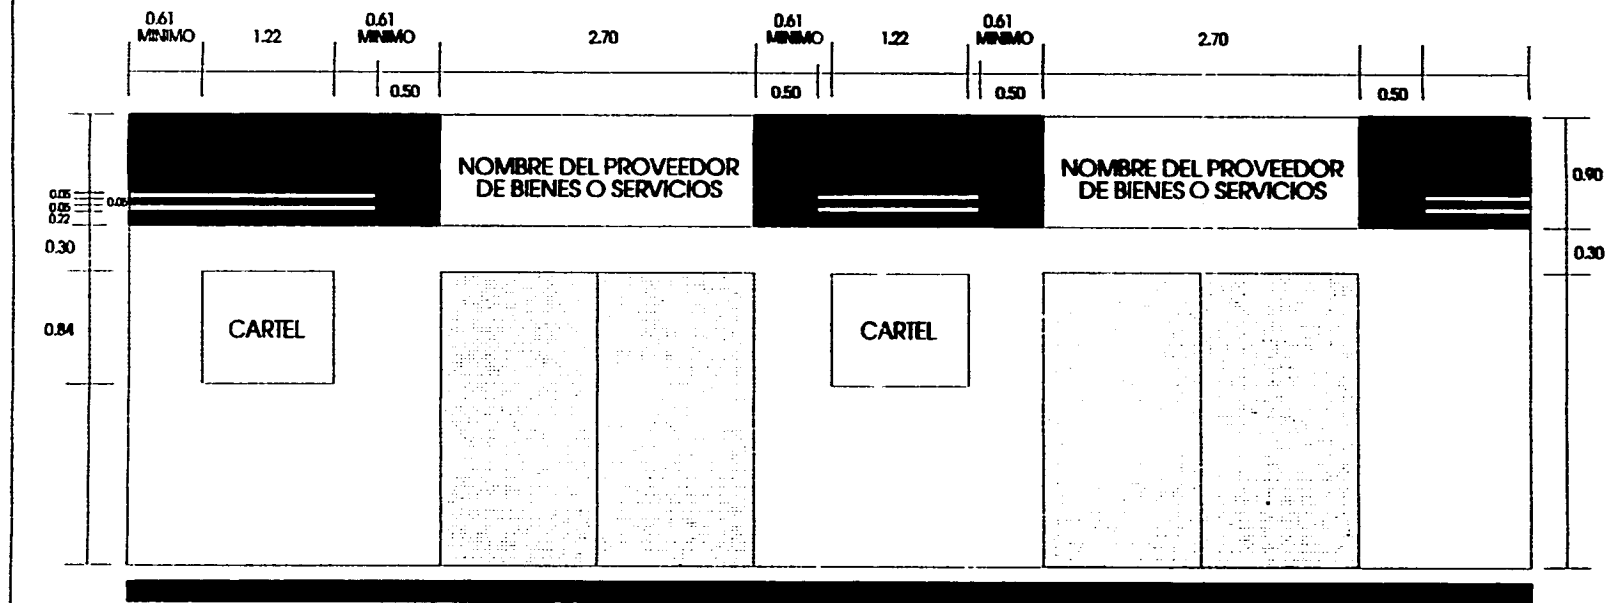 0.61 0.61 0.61 0.61
MINIMO 1.22 MINIMO 2.70 MINIMO 1.22 MINIMO 2.70
0.50 0.50 0.50 0.50
NOMBRE DEL PROVEEDOR
DE BIENES O SERVICIOS
NOMBRE DEL PROVEEDOR
DE BIENES O SERVICIOS
0.90
0.05
0.05
0.05
0.22
0.30
0.30
0.84
CARTEL
CARTEL